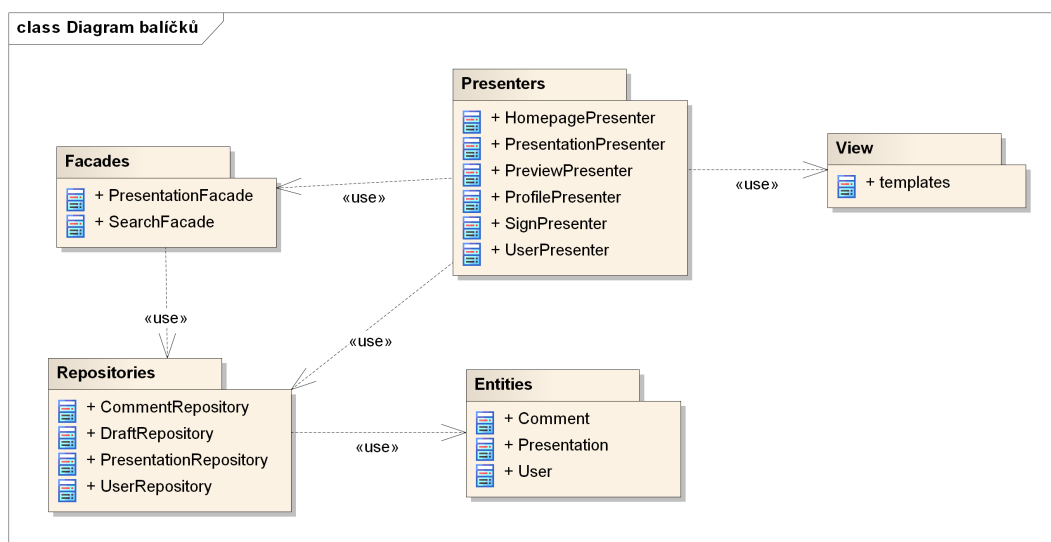 class Diagram balíčků
Presenters
+ HomepagePresenter
+ PresentationPresenter
+ PreviewPresenter
+ ProfilePresenter
+ SignPresenter
+ UserPresenter
View
+ templates
Facades
+ PresentationFacade
+ SearchFacade
«use»
«use»
«use»
«use»
Repositories
+ CommentRepository
+ DraftRepository
+ PresentationRepository
+ UserRepository
«use»
Entities
+ Comment
+ Presentation
+ User